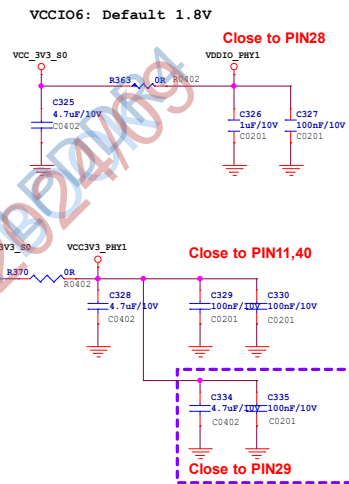 VCCIO6: Default 1.8V
Close to PIN28
VCC_3V3_S0
VDDIO_PHY1
R363
0R
R0402
C325
4.7uF/10V
C0402
C326
1uF/10V
C0201
C327
100nF/10V
C0201
2024/09
3V3_S0
VCC3V3_PHY1
Close to PIN11,40
R370
0R
R0402
C328
4.7uF/10V
C0402
C329
100nF/10V
C0201
C330
100nF/10V
C0201
C334
4.7uF/10V
C0402
C335
100nF/10V
C0201
Close to PIN29